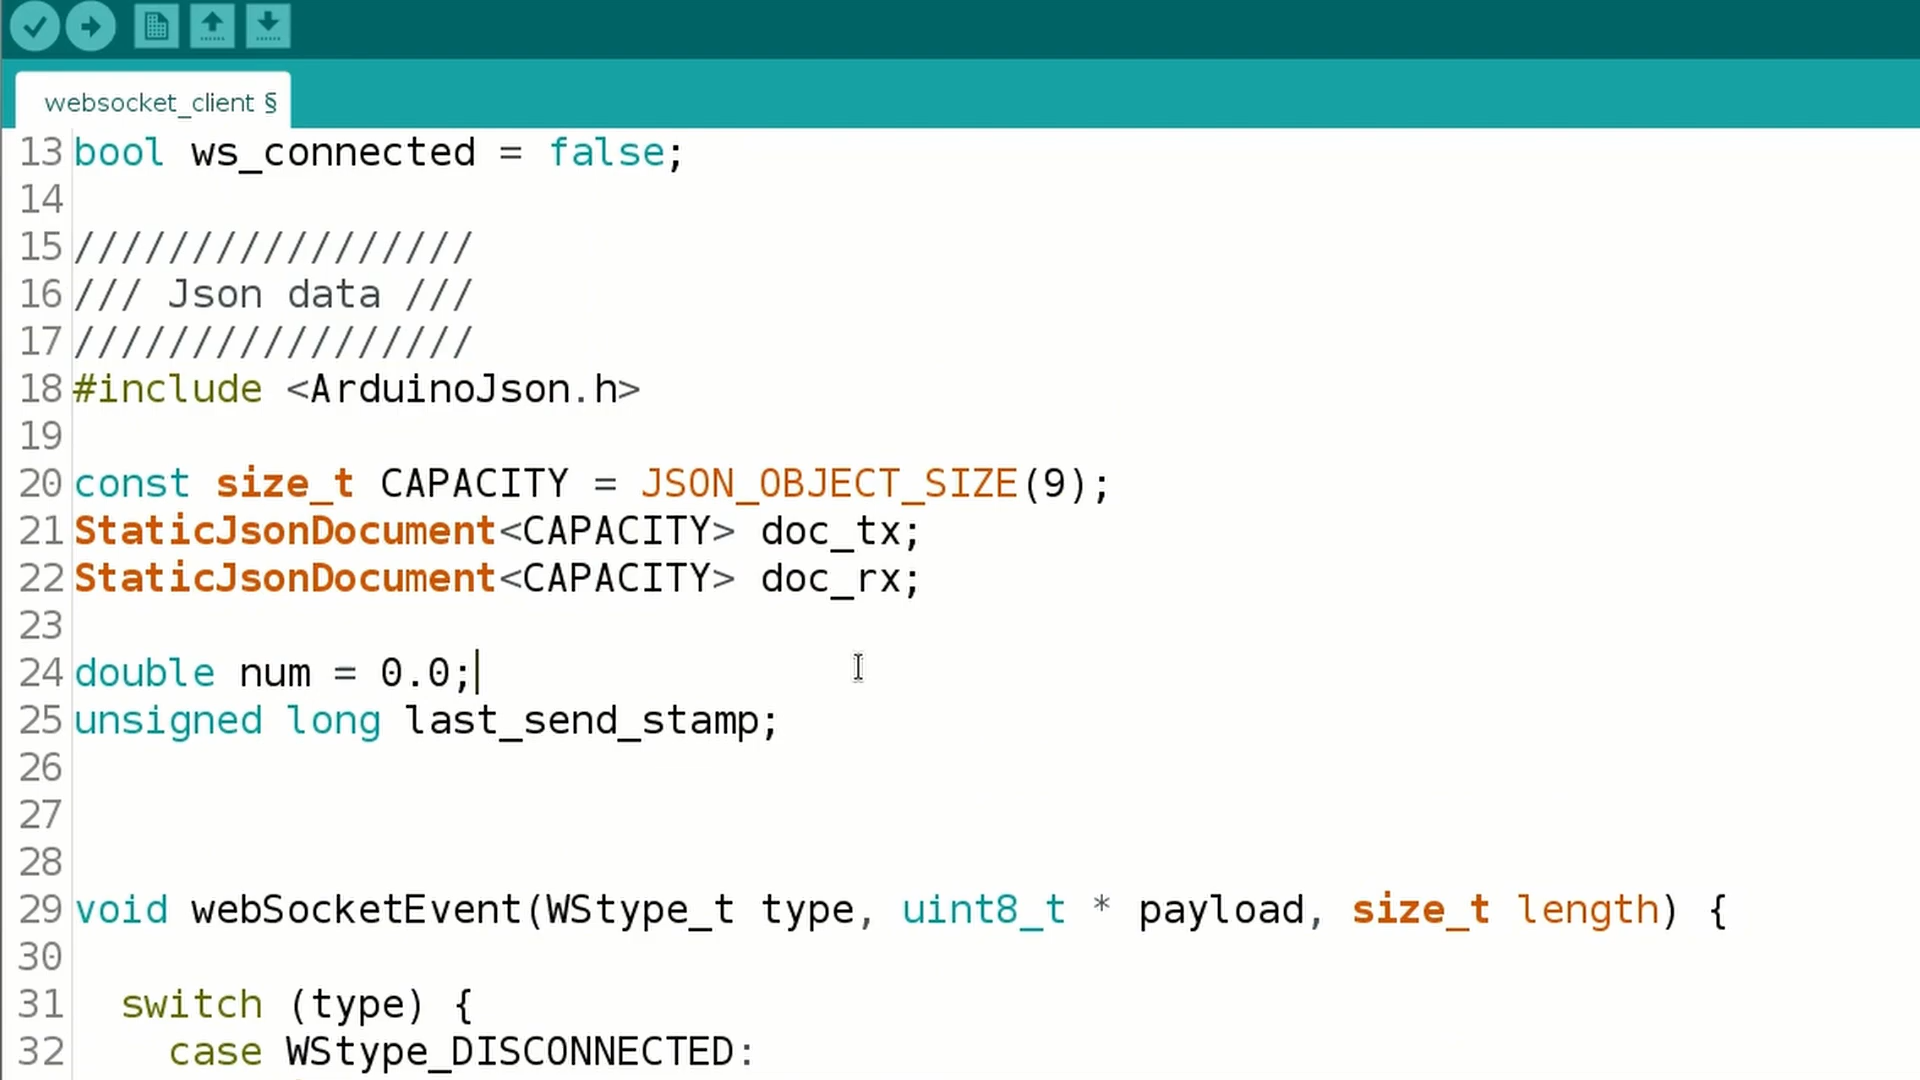 websocket_client §
13 bool ws_connected = false;
14
15 /////////////////
16 /// Json data ///
17 /////////////////
18 #include <ArduinoJson.h>
19
20 const size_t CAPACITY = JSON_OBJECT_SIZE(9);
21 StaticJsonDocument<CAPACITY> doc_tx;
22 StaticJsonDocument<CAPACITY> doc_rx;
23
24 double num = 0.0;
25 unsigned long last_send_stamp;
26
27
28
29 void webSocketEvent(WStype_t type, uint8_t * payload, size_t length) {
30
31 switch (type) {
32 case WStype_DISCONNECTED: